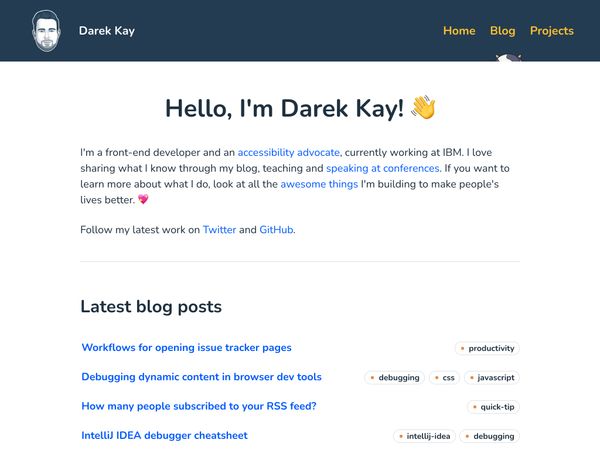 Darek Kay
Home Blog Projects
Hello, I'm Darek Kay! 👋
I'm a front-end developer and an accessibility advocate, currently working at IBM. I love
sharing what I know through my blog, teaching and speaking at conferences. If you want to
learn more about what I do, look at all the awesome things I'm building to make people's
lives better. 💖
Follow my latest work on Twitter and GitHub.
Latest blog posts
Workflows for opening issue tracker pages productivity
Debugging dynamic content in browser dev tools debugging css javascript
How many people subscribed to your RSS feed? quick-tip
IntelliJ IDEA debugger cheatsheet intellij-idea debugging